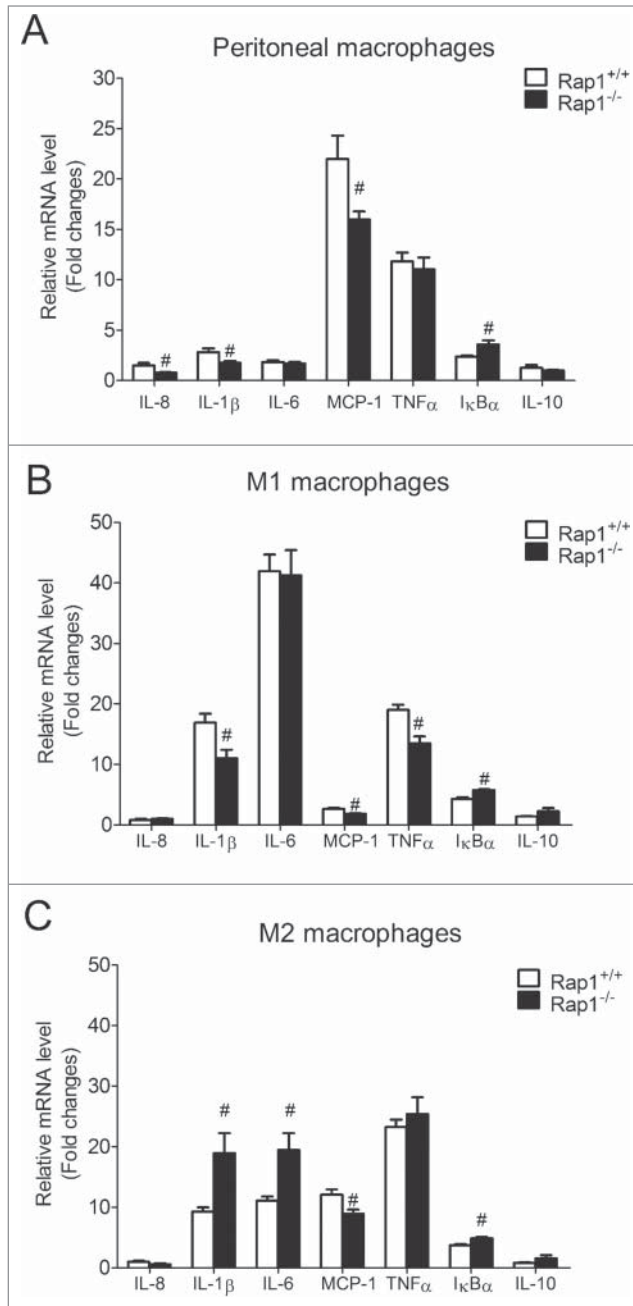 A
Peritoneal macrophages
Rap1+/+
Rap1-/-
Relative mRNA level
(Fold changes)
30
25
20
15
10
5
0
#
#
#
#
IL-8 IL-1β IL-6 MCP-1 TNFα IκBα IL-10
B
M1 macrophages
Rap1+/+
Rap1-/-
Relative mRNA level
(Fold changes)
50
40
30
20
10
0
#
#
#
#
IL-8 IL-1β IL-6 MCP-1 TNFα IκBα IL-10
C
M2 macrophages
Rap1+/+
Rap1-/-
Relative mRNA level
(Fold changes)
50
40
30
20
10
0
#
#
#
#
IL-8 IL-1β IL-6 MCP-1 TNFα IκBα IL-10